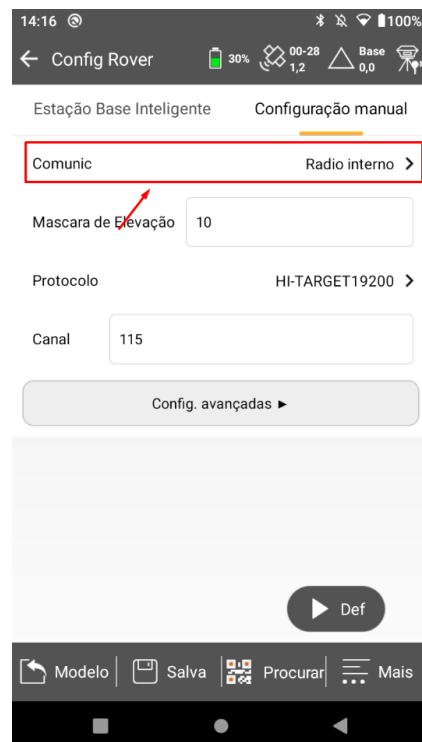 14:16 100%
Config Rover 30% 00-28 1,2 Base 0,0
Estação Base Inteligente Configuração manual
Comunic Radio interno
Mascara de Elevação 10
Protocolo HI-TARGET19200
Canal 115
Config. avançadas ►
Def
Modelo Salva Procurar Mais